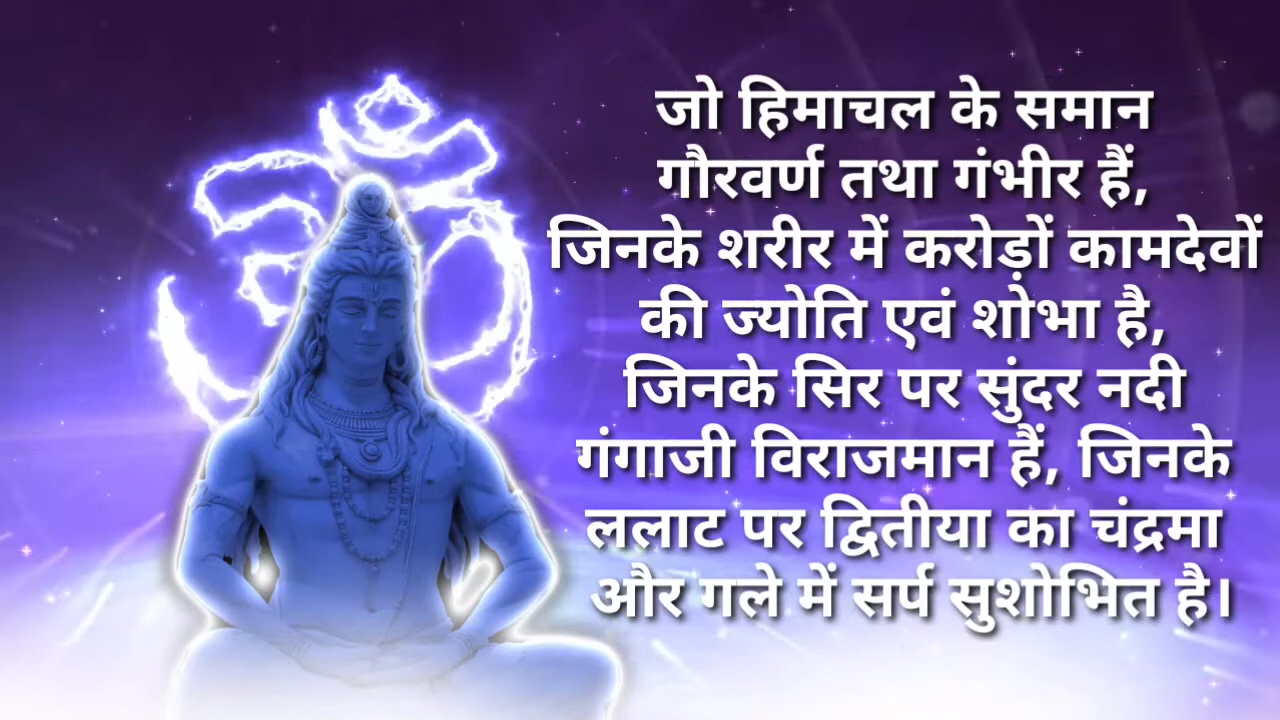 जो हिमाचल के समान
गौरवर्ण तथा गंभीर हैं,
जिनके शरीर में करोड़ों कामदेवों
की ज्योति एवं शोभा है,
जिनके सिर पर सुंदर नदी
गंगाजी विराजमान हैं, जिनके
ललाट पर द्वितीया का चंद्रमा
और गले में सर्प सुशोभित है।